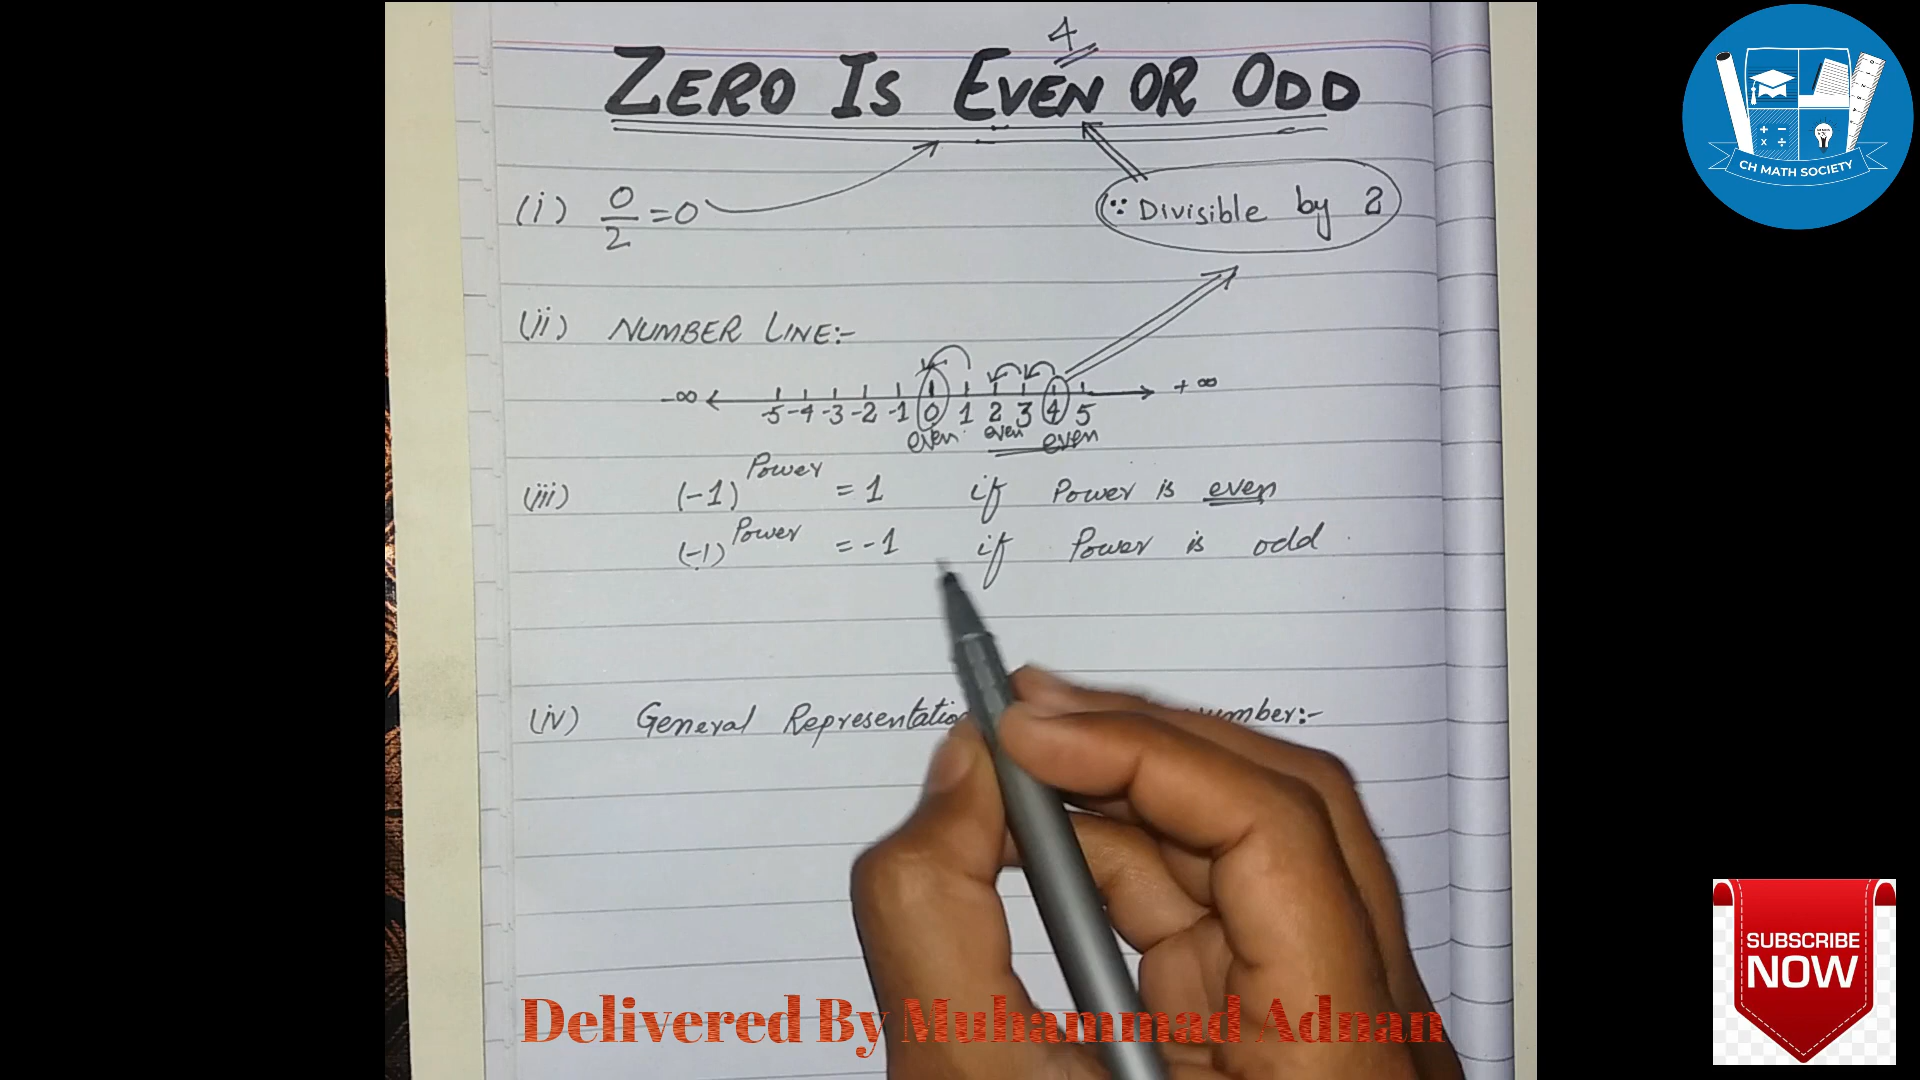 4
ZERO IS EVEN OR ODD
(i) 0/2 = 0
∵ Divisible by 2
(ii) NUMBER LINE:-
-∞ -5 -4 -3 -2 -1 0 1 2 3 4 5 +∞
even even even
(iii) (-1)^Power = 1 if Power is even
(-1)^Power = -1 if Power is odd
(iv) General Representation number:-
Delivered By Muhammad Adnan
CH MATH SOCIETY
SUBSCRIBE
NOW